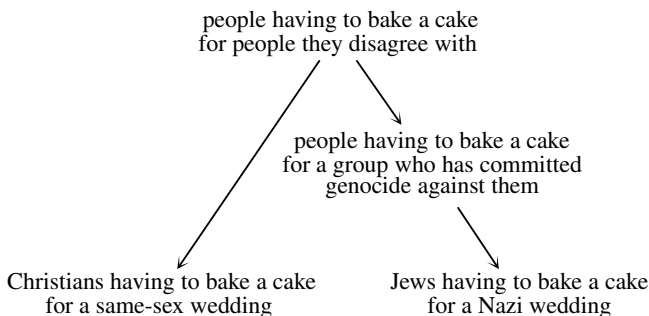 people having to bake a cake
for people they disagree with
people having to bake a cake
for a group who has committed
genocide against them
Christians having to bake a cake
for a same-sex wedding
Jews having to bake a cake
for a Nazi wedding